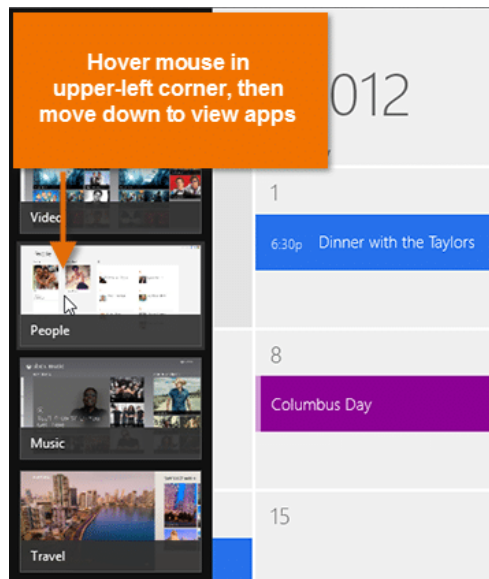 Hover mouse in
upper-left corner, then
move down to view apps
012
1
Video
6:30p Dinner with the Taylors
People
8
Columbus Day
Music
15
Travel